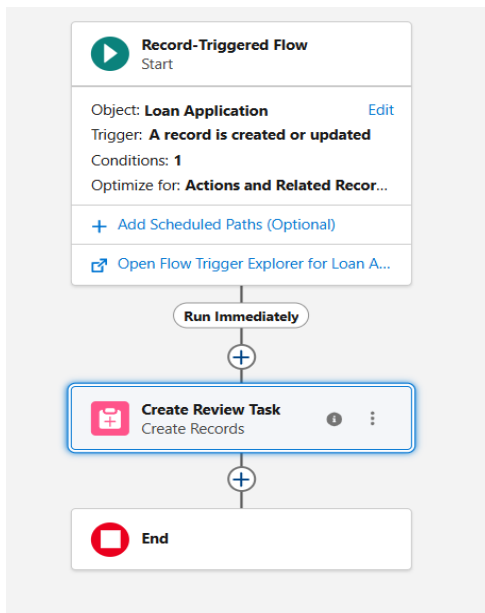 Record-Triggered Flow
Start
Object: Loan Application Edit
Trigger: A record is created or updated
Conditions: 1
Optimize for: Actions and Related Recor...
+ Add Scheduled Paths (Optional)
Open Flow Trigger Explorer for Loan A...
Run Immediately
Create Review Task
Create Records
End